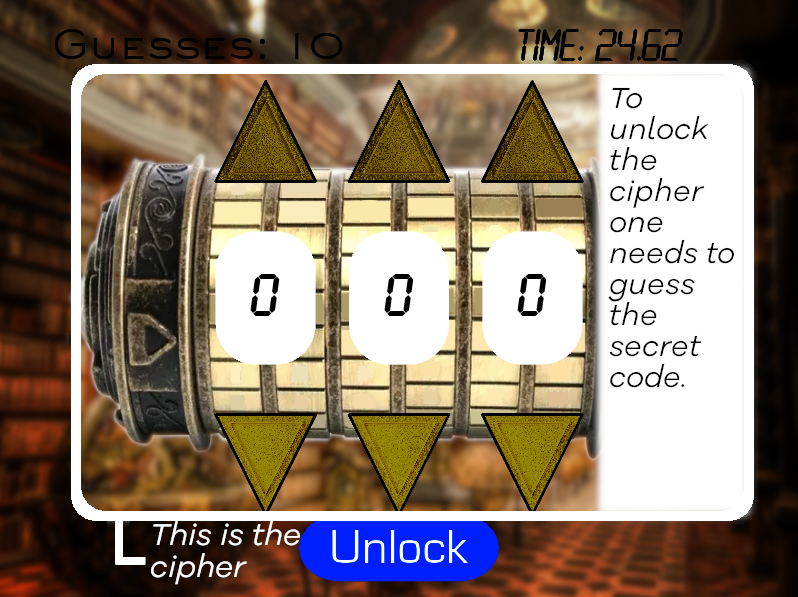 GUESSES: 10
TIME: 24.62
To
unlock
the
cipher
one
needs to
guess
the
secret
code.
0 0 0
This is the
cipher
Unlock